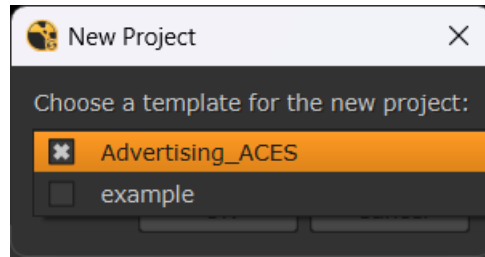 New Project
Choose a template for the new project:
Advertising_ACES
example